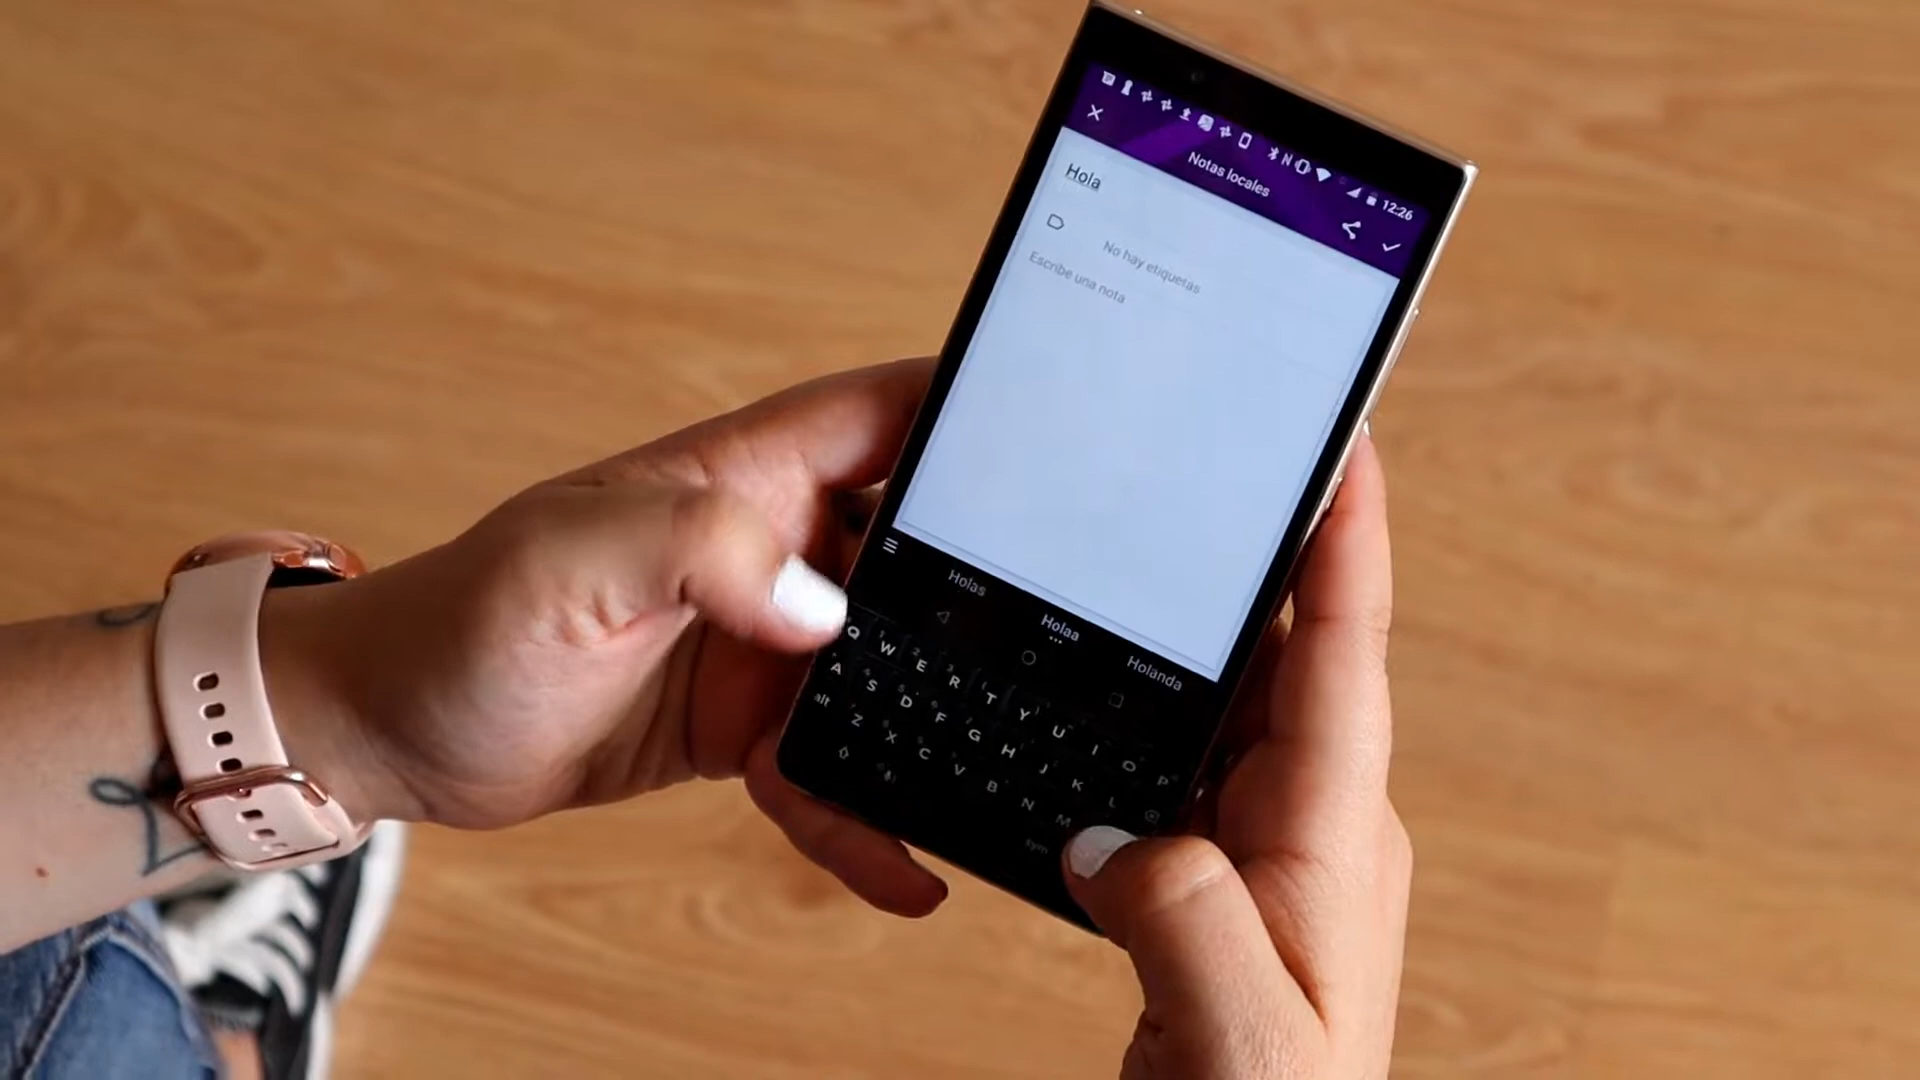 12:26
Notas locales
Hola
No hay etiquetas
Escribe una nota
Holas
Holaa
Holanda
Q W E R T Y U I O P
A S D F G H J K L
alt Z X C V B N M
sym